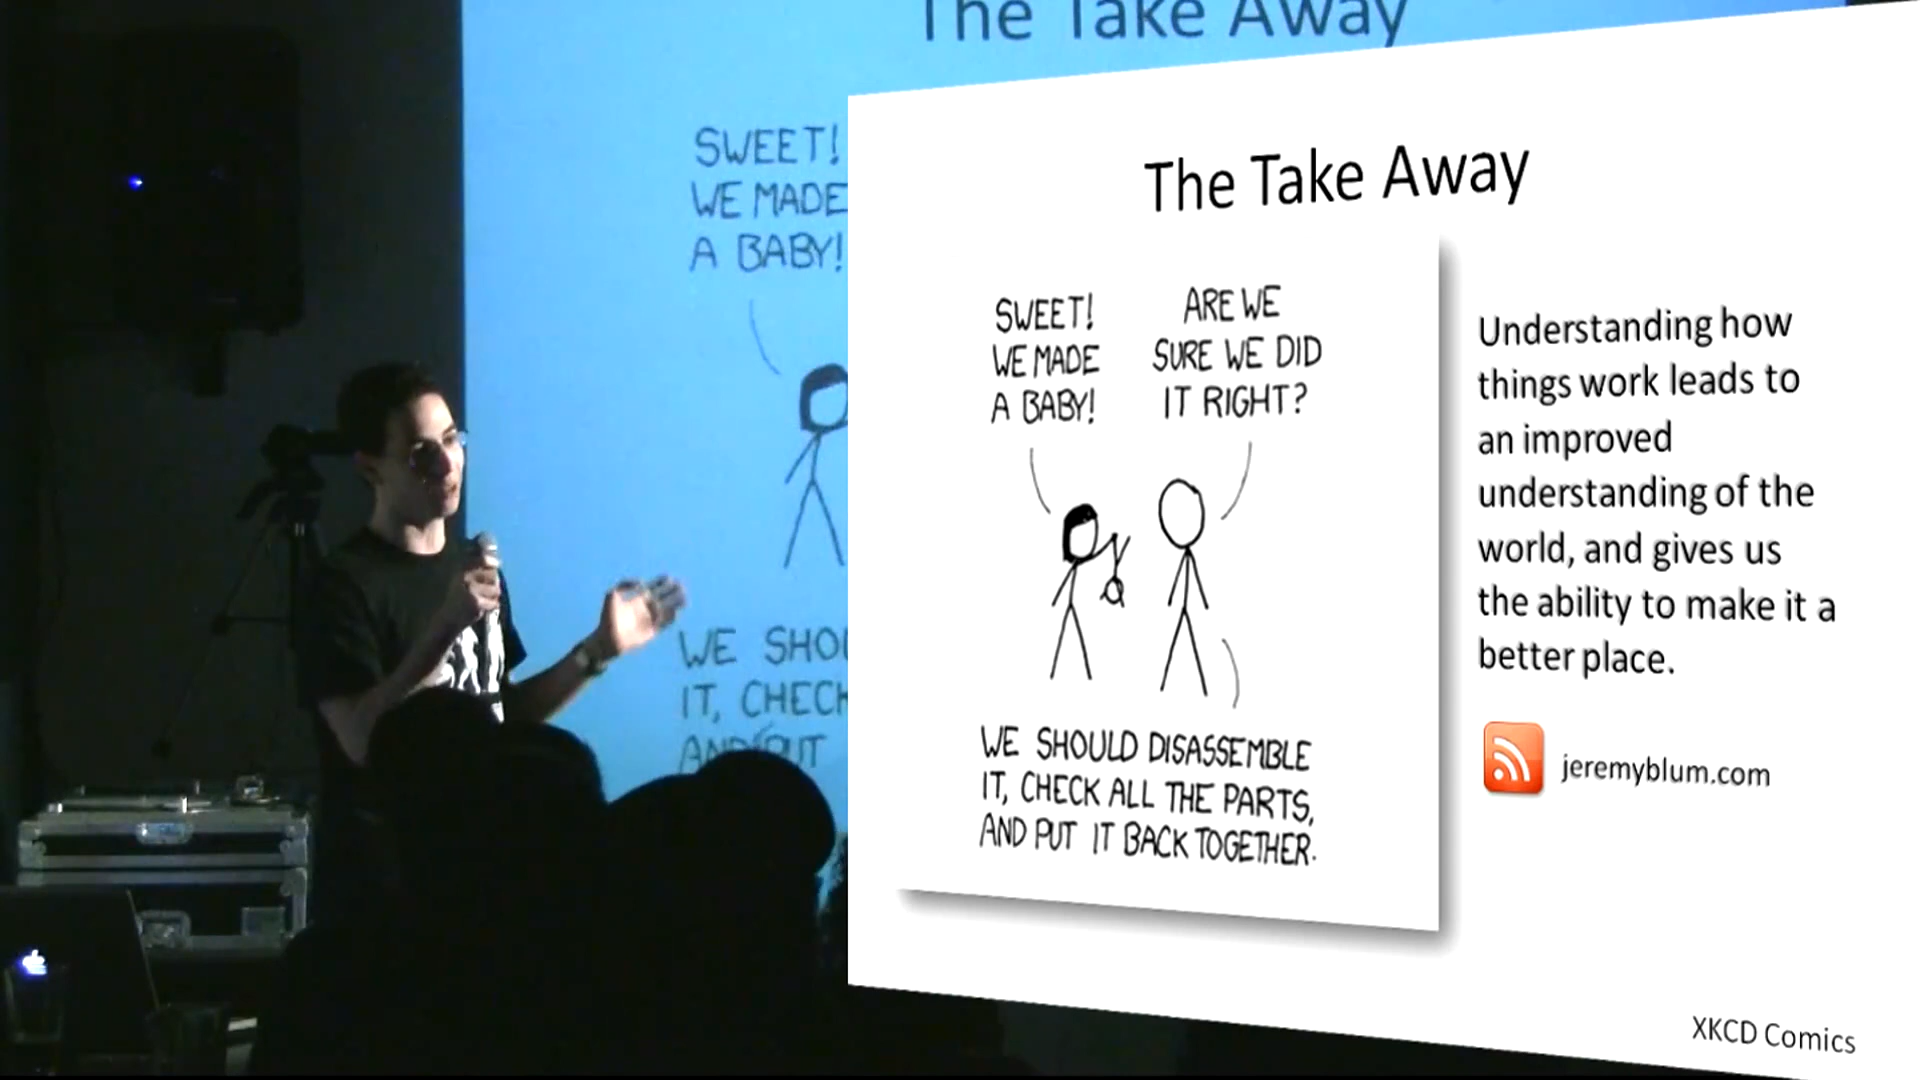 The Take Away
SWEET!
WE MADE
A BABY!
WE
IT,
The Take Away
SWEET!
WE MADE
A BABY!
ARE WE
SURE WE DID
IT RIGHT?
WE SHOULD DISASSEMBLE
IT, CHECK ALL THE PARTS,
AND PUT IT BACK TOGETHER.
Understanding how
things work leads to
an improved
understanding of the
world, and gives us
the ability to make it a
better place.
jeremyblum.com
XKCD Comics